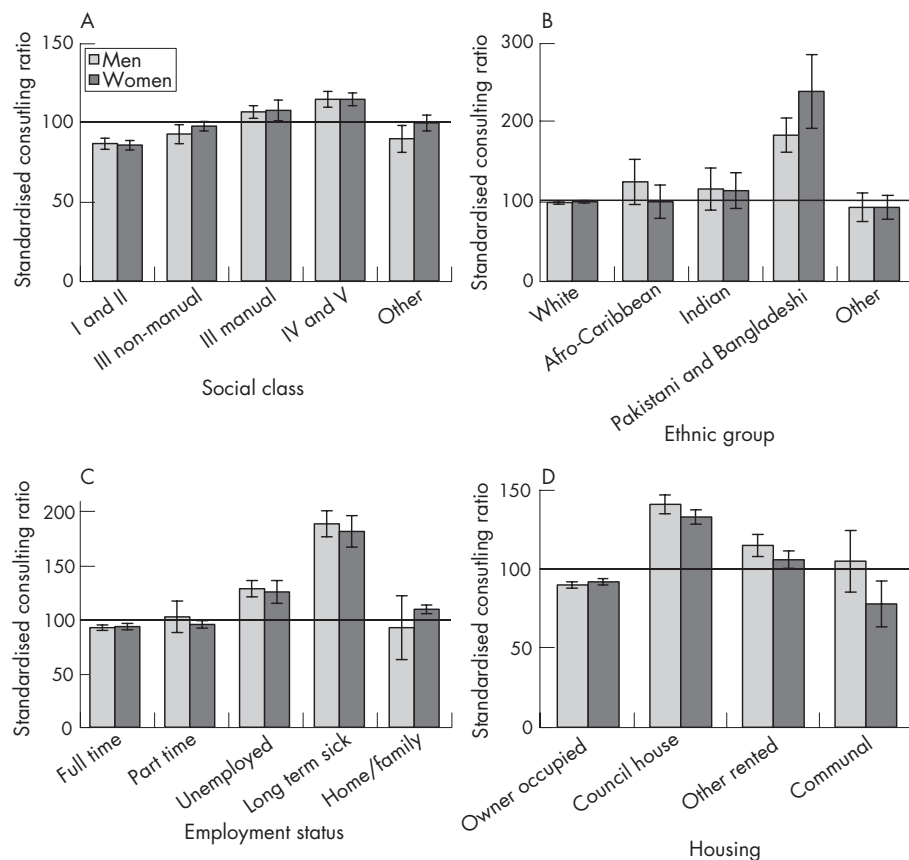 A
Standardised consutling ratio
150
100
50
0
Men
Women
I and II
III non-manual
III manual
IV and V
Other
Social class
B
Standardised consulting ratio
300
200
100
0
White
Afro-Caribbean
Indian
Pakistani and Bangladeshi
Other
Ethnic group
C
Standardised consulting ratio
200
150
100
50
0
Full time
Part time
Unemployed
Long term sick
Home/family
Employment status
D
Standardised consulting ratio
150
100
50
0
Owner occupied
Council house
Other rented
Communal
Housing